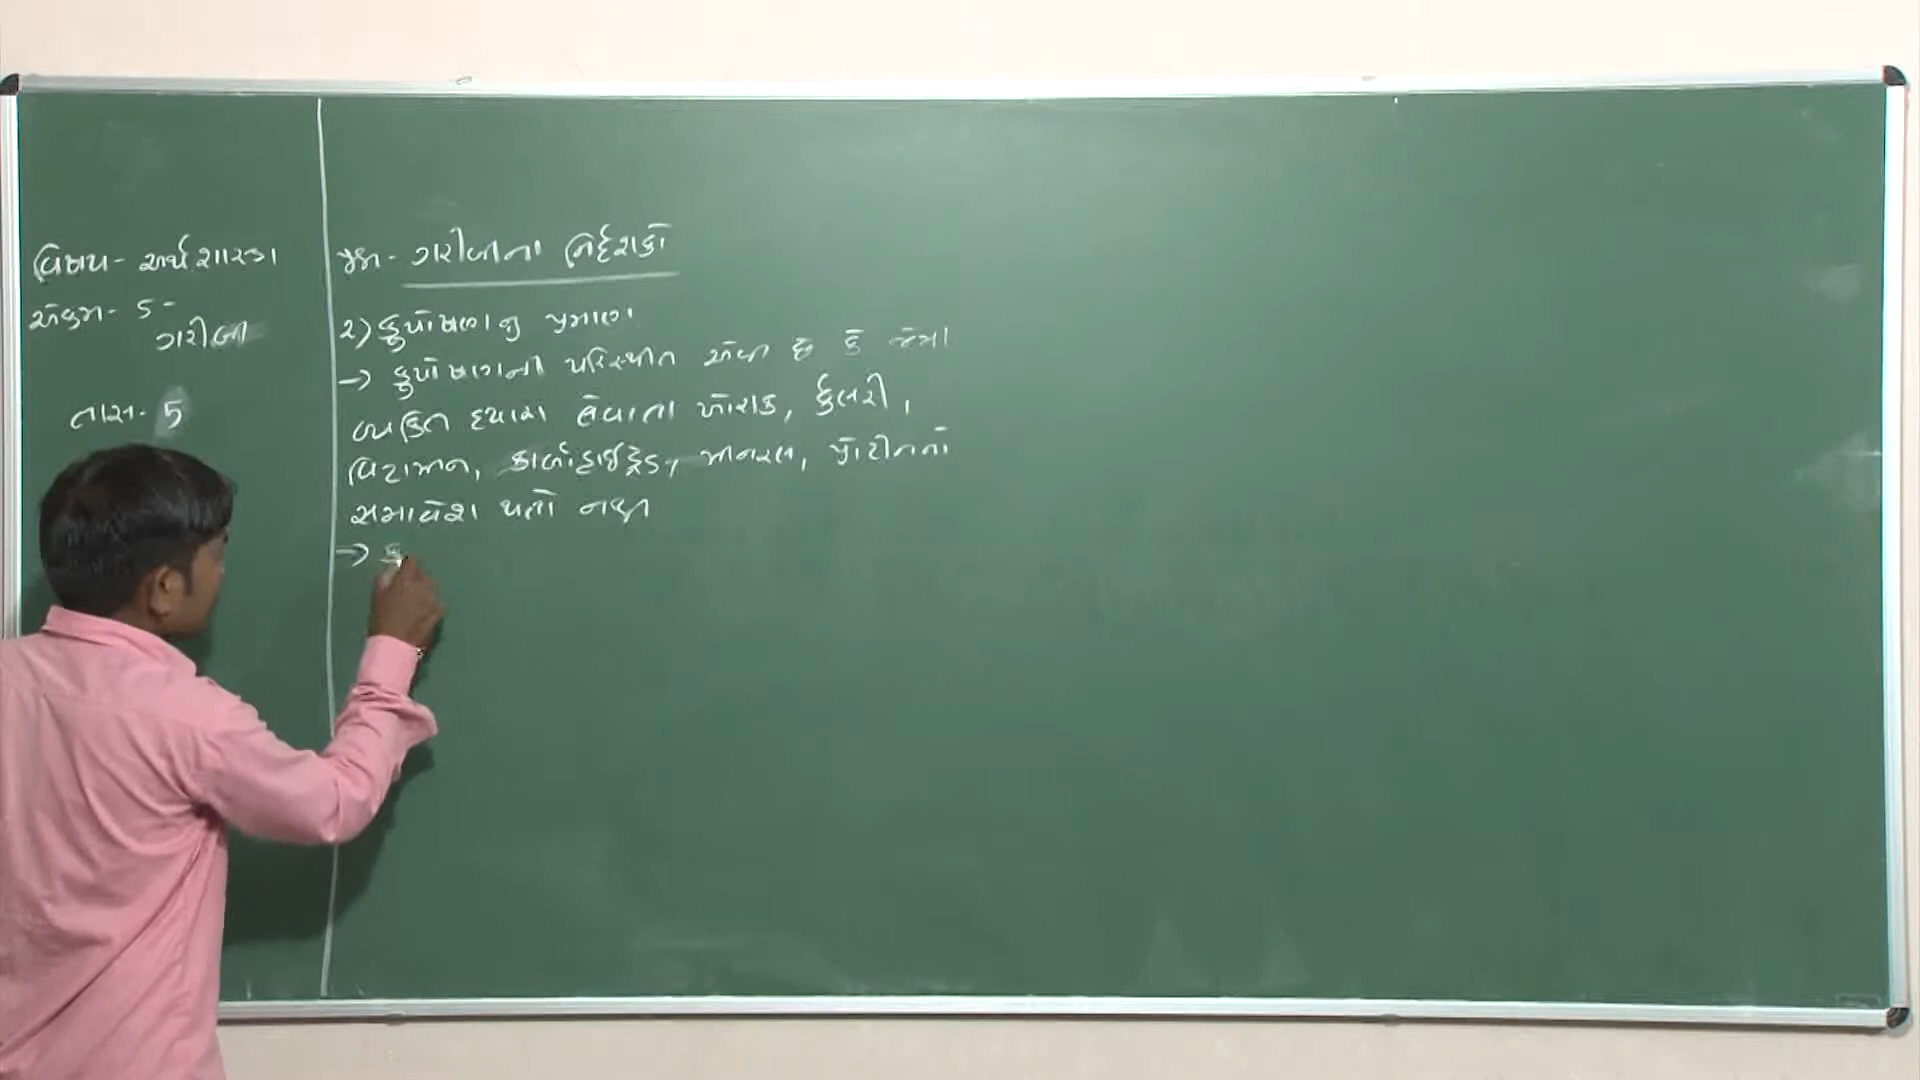 વિષય- અર્થશાસ્ત્ર
એકમ- 5-
ગરીબી
તાસ- 5
પ્રશ્ન- ગરીબીના નિર્દેશકો
2) કુપોષણનુ પ્રમાણ
→ કુપોષણની પરિસ્થીતિ એવી છે કે જેમાં
વ્યક્તિ દ્વારા લેવાતા ખોરાક, કેલરી,
વિટામીન, કાર્બોહાઈડ્રેડ, મીનરલ, પ્રોટીનનો
સમાવેશ થતો નથી
→ કુ